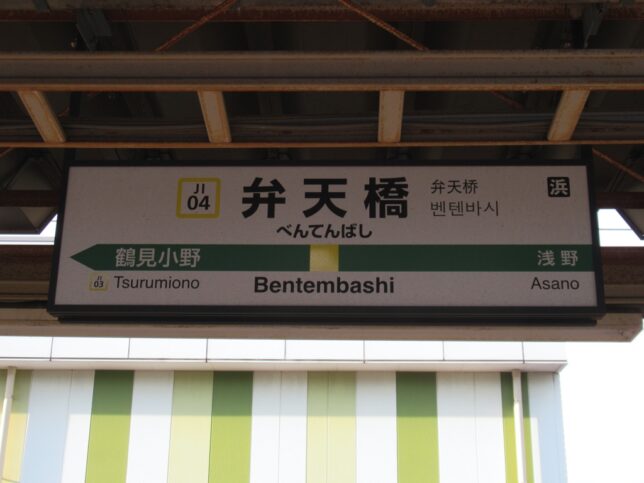 JI
04
弁天橋
弁天桥
벤텐바시
浜
べんてんばし
鶴見小野
浅野
JI
03
Tsurumiono
Bentembashi
Asano